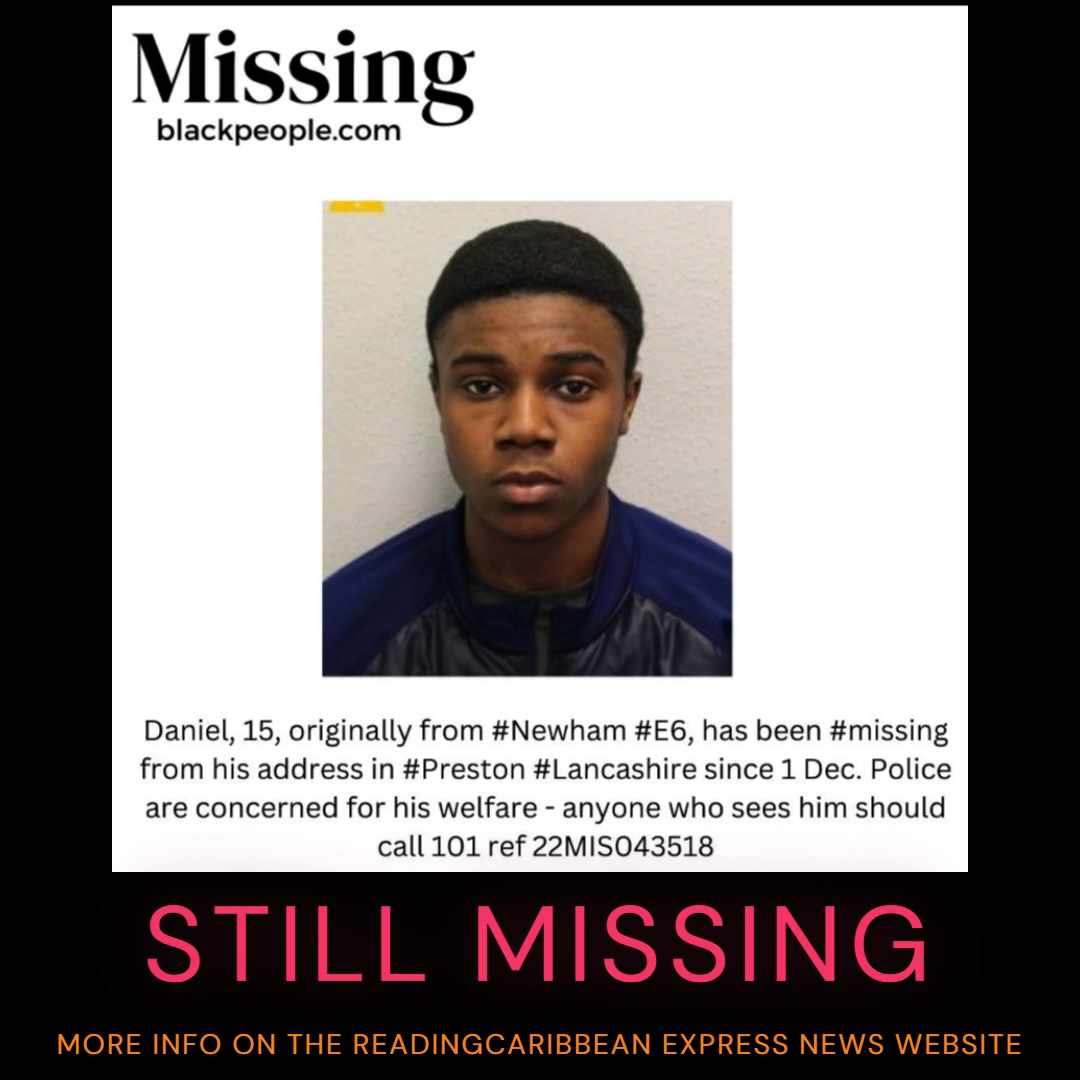 Missing
blackpeople.com
Daniel, 15, originally from #Newham #E6, has been #missing
from his address in #Preston #Lancashire since 1 Dec. Police
are concerned for his welfare - anyone who sees him should
call 101 ref 22MIS043518
STILL MISSING
MORE INFO ON THE READINGCARIBBEAN EXPRESS NEWS WEBSITE